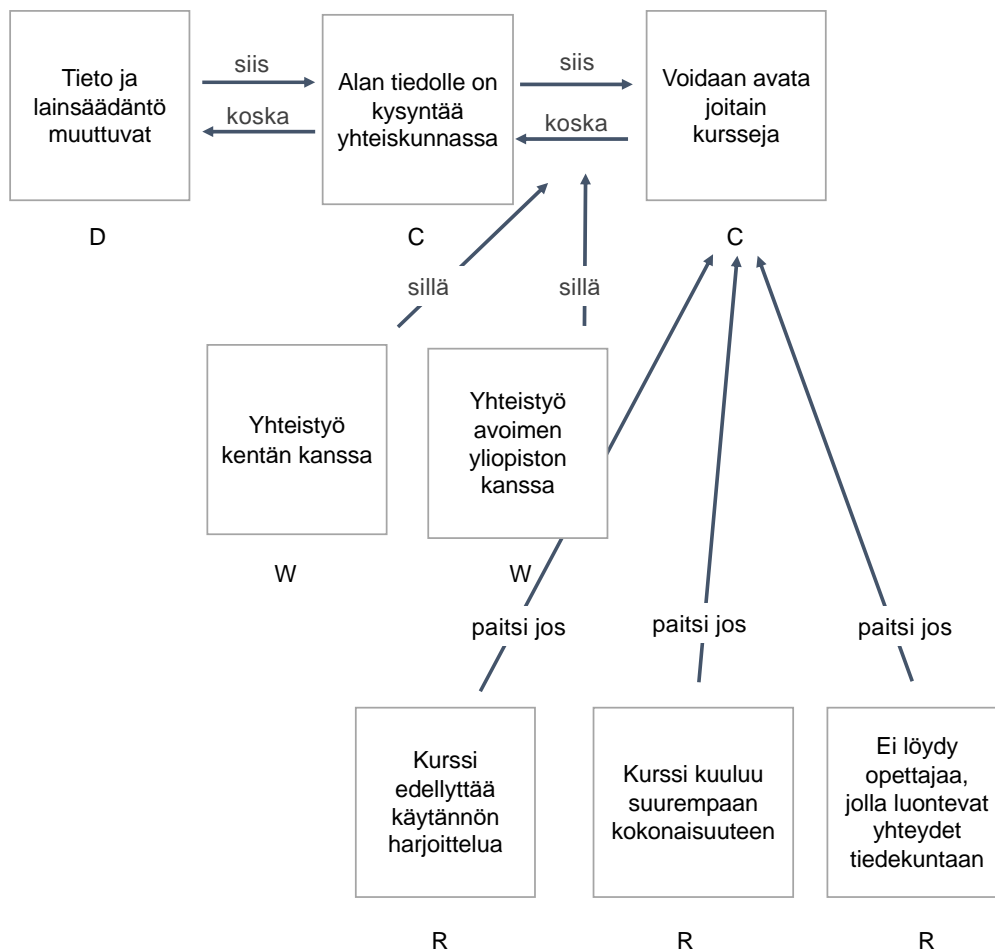 Tieto ja
lainsäädäntö
muuttuvat
siis
koska
Alan tiedolle on
kysyntää
yhteiskunnassa
siis
koska
Voidaan avata
joitain
kursseja
D
C
C
sillä
sillä
Yhteistyö
kentän kanssa
Yhteistyö
avoimen
yliopiston
kanssa
W
W
paitsi jos
paitsi jos
paitsi jos
Kurssi
edellyttää
käytännön
harjoittelua
Kurssi kuuluu
suurempaan
kokonaisuuteen
Ei löydy
opettajaa,
jolla luontevat
yhteydet
tiedekuntaan
R
R
R